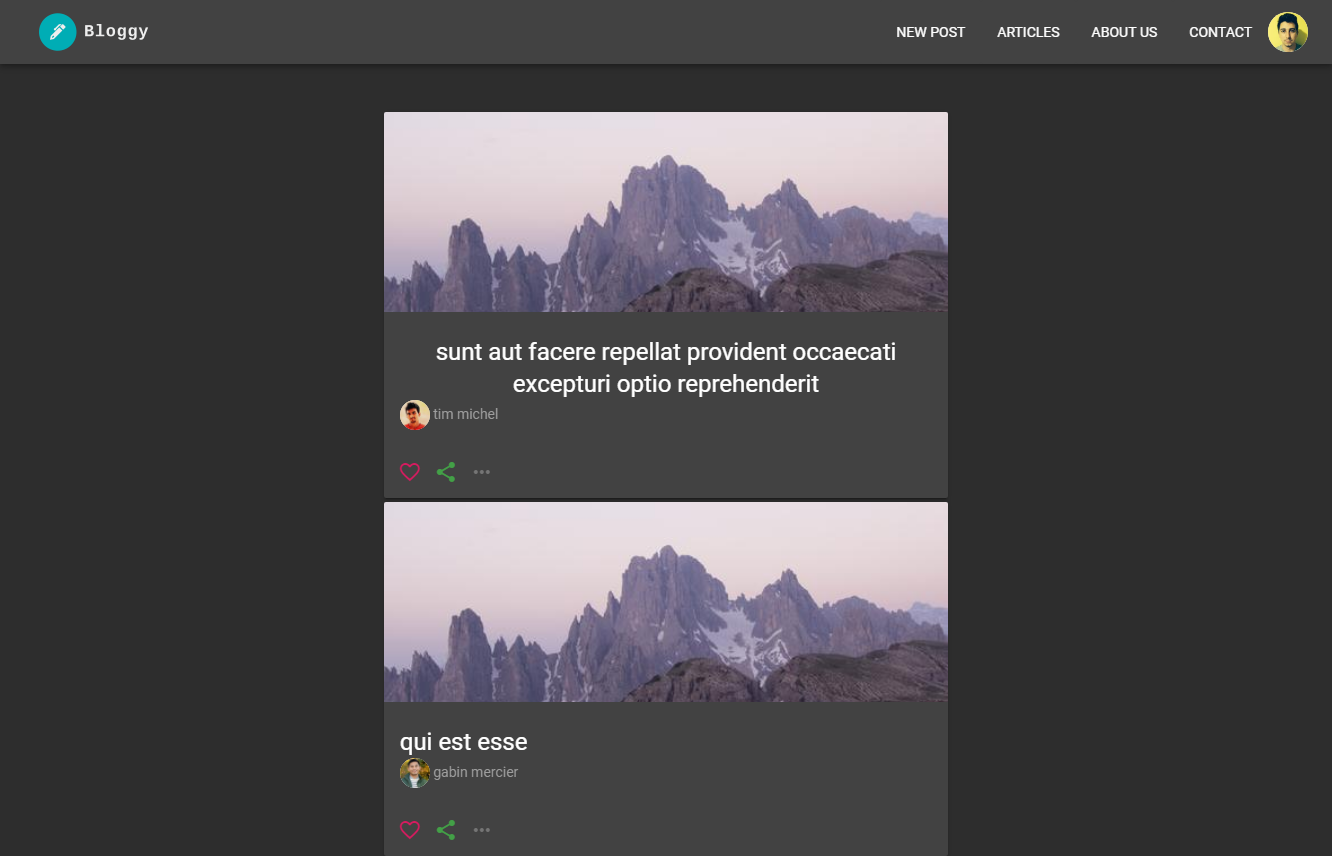 Bloggy
NEW POST
ARTICLES
ABOUT US
CONTACT
sunt aut facere repellat provident occaecati
excepturi optio reprehenderit
tim michel
qui est esse
gabin mercier